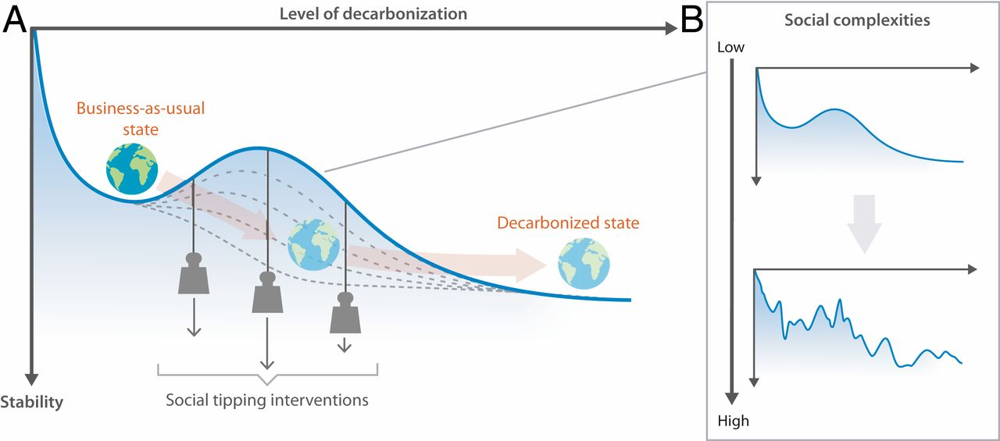 A
Level of decarbonization
Business-as-usual
state
Decarbonized state
Social tipping interventions
Stability
B
Social complexities
Low
High